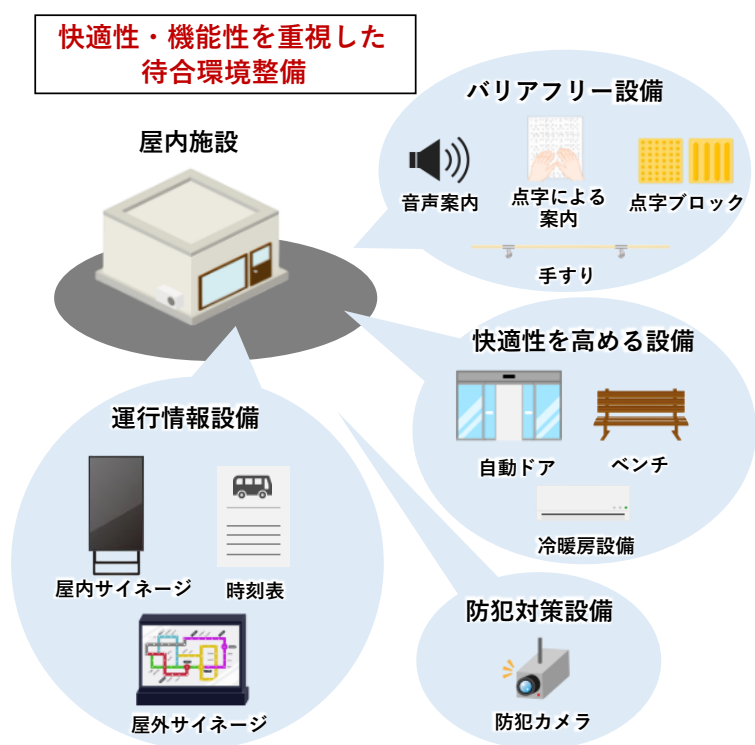 快適性・機能性を重視した
待合環境整備
屋内施設
バリアフリー設備
音声案内
点字による
案内
点字ブロック
手すり
快適性を高める設備
自動ドア
ベンチ
冷暖房設備
運行情報設備
屋内サイネージ
時刻表
屋外サイネージ
防犯対策設備
防犯カメラ